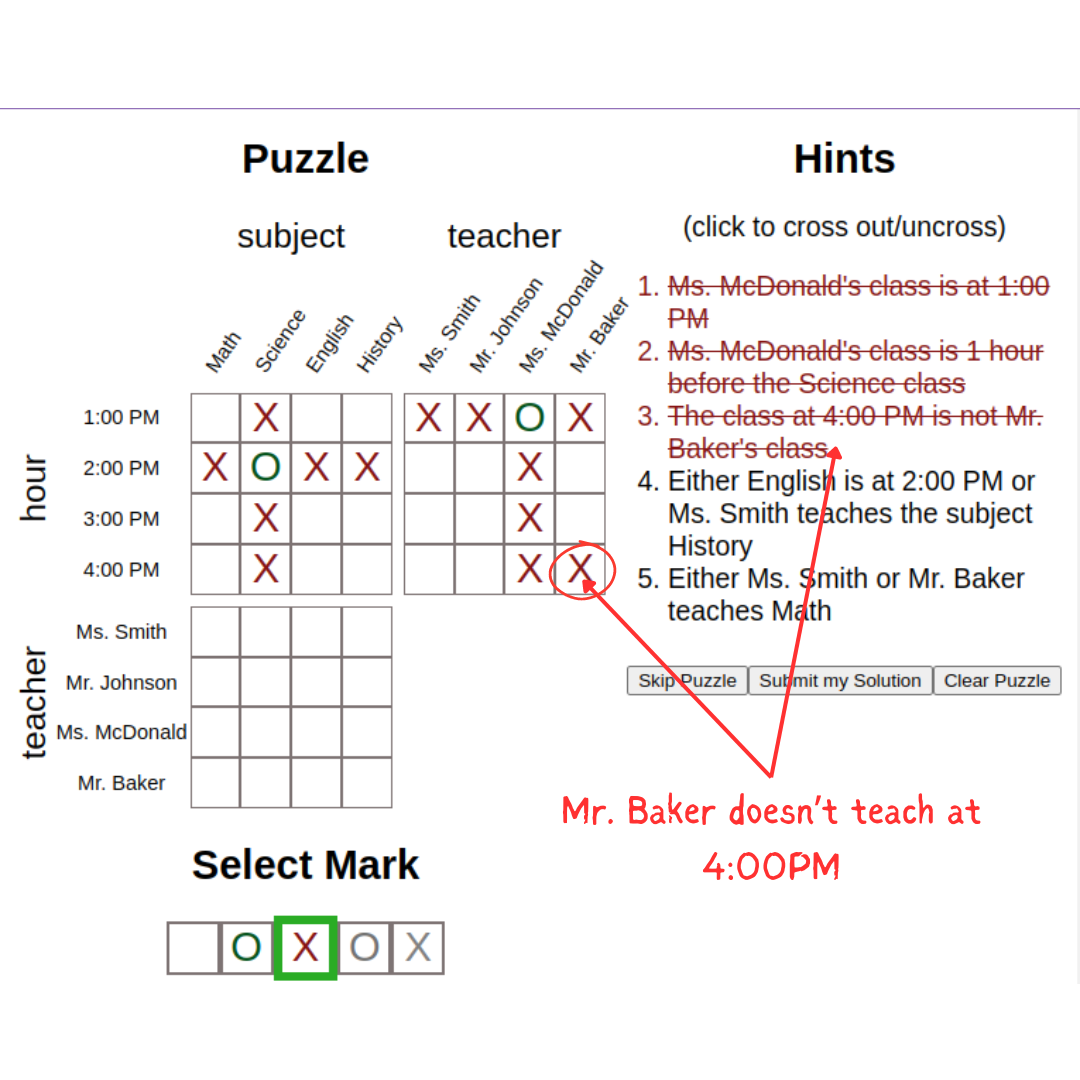 Puzzle
subject
teacher
Math
Science
English
History
Ms. Smith
Mr. Johnson
Ms. McDonald
Mr. Baker
hour
1:00 PM X X X O X
2:00 PM X O X X X
3:00 PM X X
4:00 PM X X X
teacher
Ms. Smith
Mr. Johnson
Ms. McDonald
Mr. Baker
Select Mark
O X O X
Hints
(click to cross out/uncross)
1. Ms. McDonald's class is at 1:00
PM
2. Ms. McDonald's class is 1 hour
before the Science class
3. The class at 4:00 PM is not Mr.
Baker's class
4. Either English is at 2:00 PM or
Ms. Smith teaches the subject
History
5. Either Ms. Smith or Mr. Baker
teaches Math
Skip Puzzle Submit my Solution Clear Puzzle
Mr. Baker doesn't teach at
4:00PM